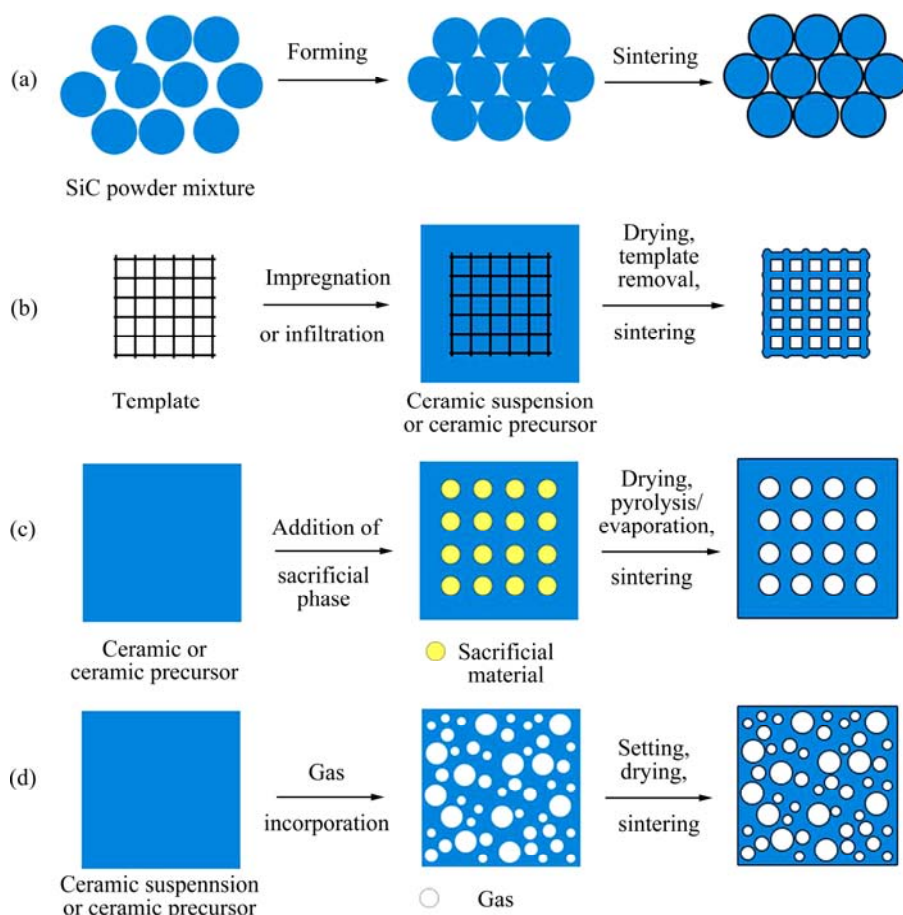 (a)
Forming
Sintering
SiC powder mixture
(b)
Impregnation
or infiltration
Drying,
template
removal,
sintering
Template
Ceramic suspension
or ceramic precursor
(c)
Addition of
sacrificial
phase
Drying,
pyrolysis/
evaporation,
sintering
Ceramic or
ceramic precursor
Sacrificial
material
(d)
Gas
incorporation
Setting,
drying,
sintering
Ceramic suspennsion
or ceramic precursor
Gas